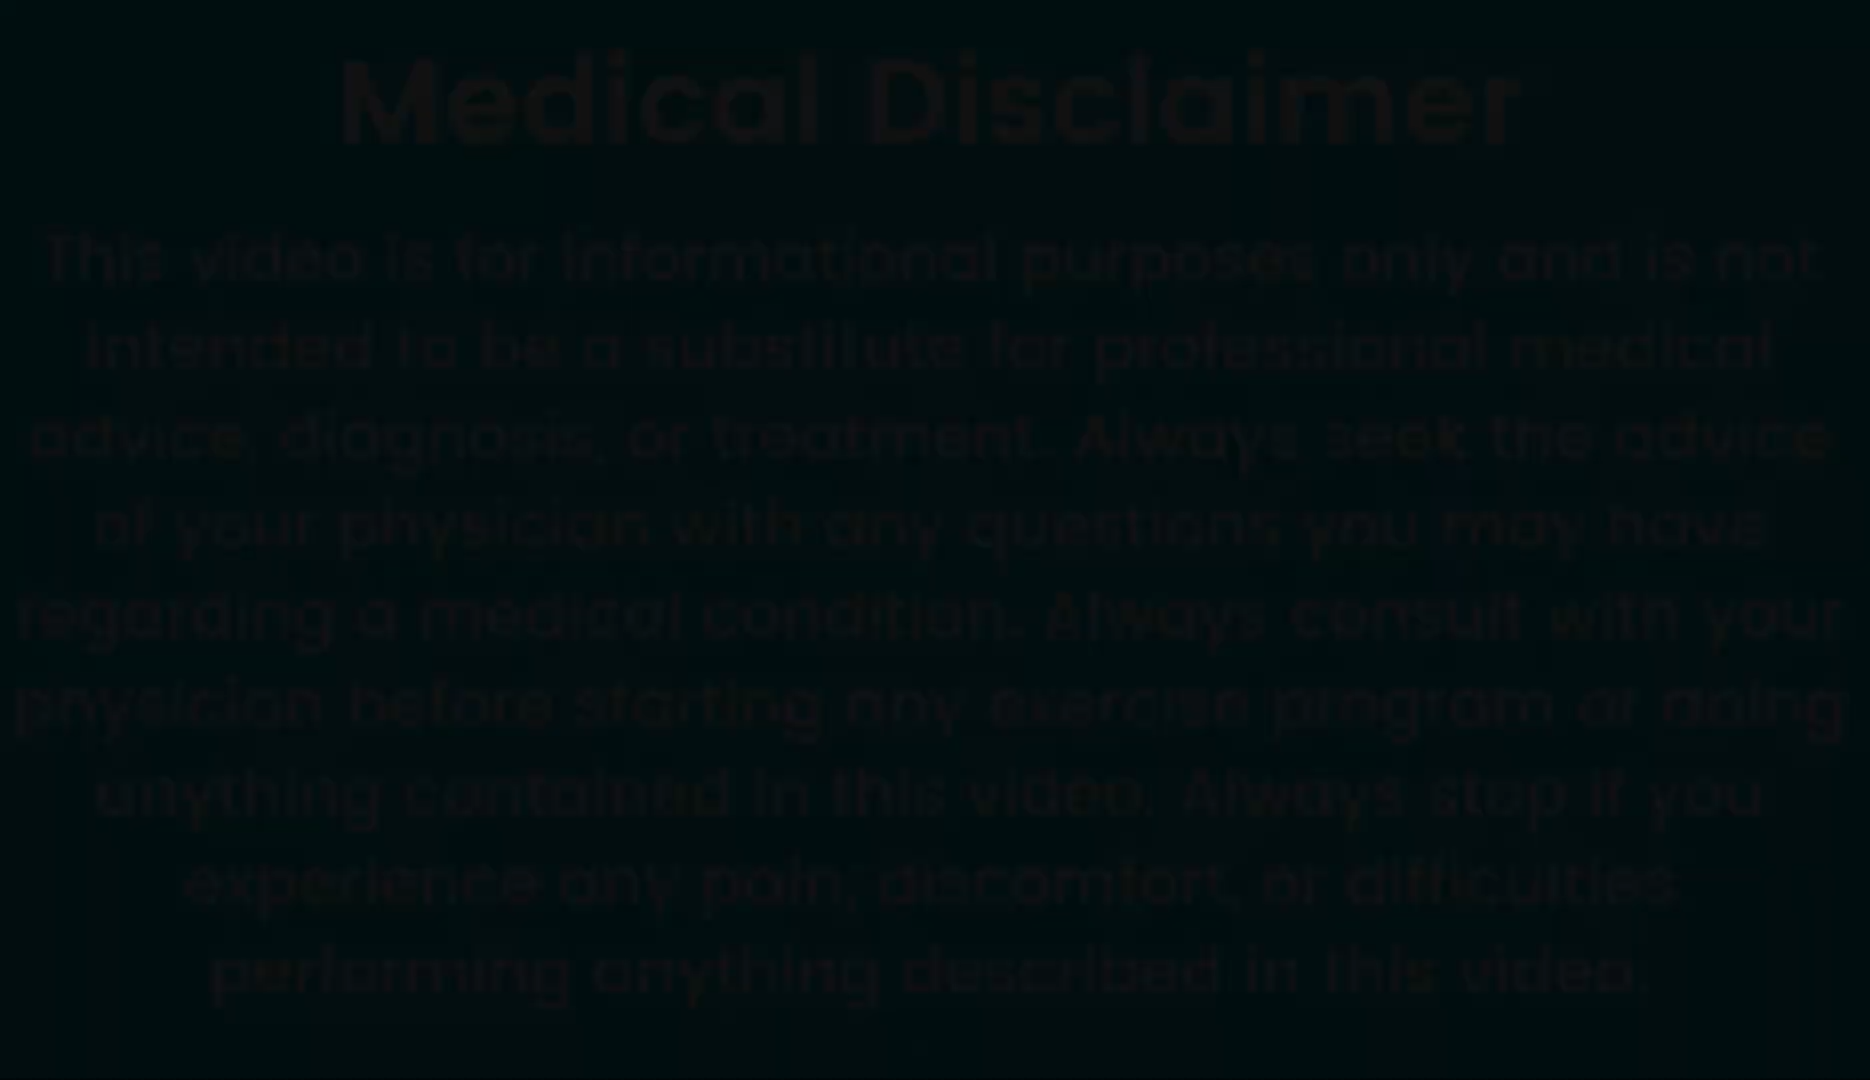 Medical Disclaimer
This video is for informational purposes only and is not
intended to be a substitute for professional medical
advice, diagnosis, or treatment. Always seek the advice
of your physician with any questions you may have
regarding a medical condition. Always consult with your
physician before starting any exercise program or doing
anything contained in this video. Always stop if you
experience any pain, discomfort, or difficulties
performing anything described in this video.